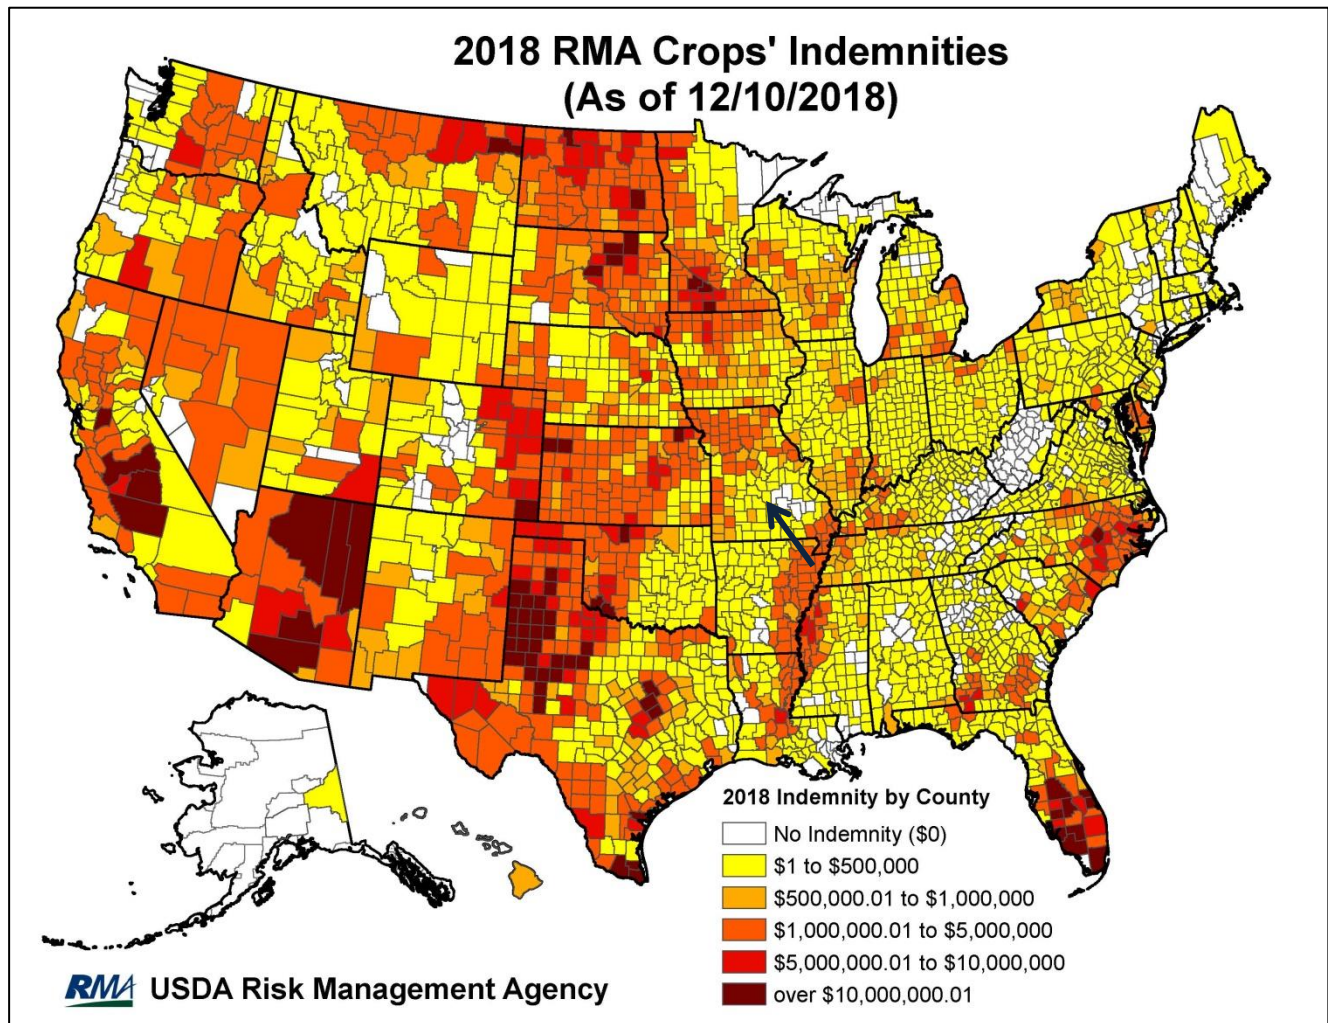 2018 RMA Crops' Indemnities
(As of 12/10/2018)
2018 Indemnity by County
No Indemnity ($0)
$1 to $500,000
$500,000.01 to $1,000,000
$1,000,000.01 to $5,000,000
$5,000,000.01 to $10,000,000
over $10,000,000.01
RMA USDA Risk Management Agency